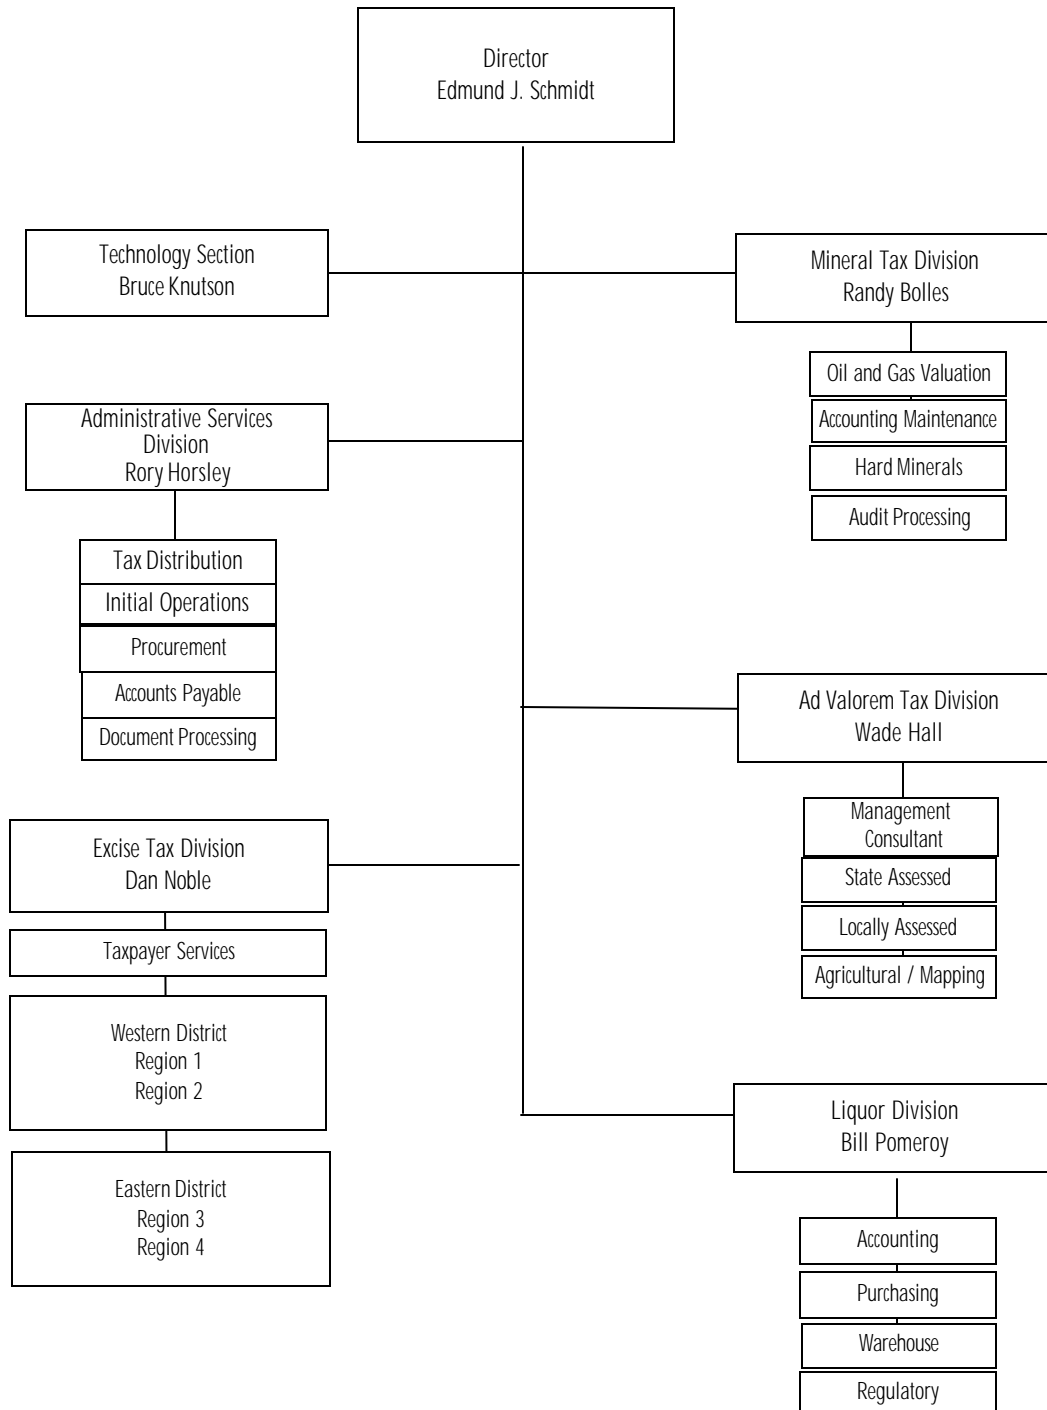 Director
Edmund J. Schmidt
Technology Section
Bruce Knutson
Mineral Tax Division
Randy Bolles
Oil and Gas Valuation
Accounting Maintenance
Hard Minerals
Audit Processing
Administrative Services
Division
Rory Horsley
Tax Distribution
Initial Operations
Procurement
Accounts Payable
Document Processing
Ad Valorem Tax Division
Wade Hall
Management
Consultant
State Assessed
Locally Assessed
Agricultural / Mapping
Excise Tax Division
Dan Noble
Taxpayer Services
Western District
Region 1
Region 2
Eastern District
Region 3
Region 4
Liquor Division
Bill Pomeroy
Accounting
Purchasing
Warehouse
Regulatory